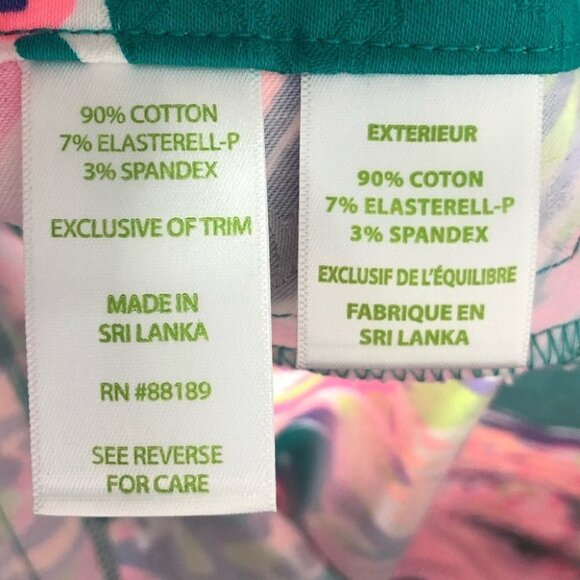 90% COTTON
7% ELASTERELL-P
3% SPANDEX
EXCLUSIVE OF TRIM
MADE IN
SRI LANKA
RN #88189
SEE REVERSE
FOR CARE
EXTERIEUR
90% COTON
7% ELASTERELL-P
3% SPANDEX
EXCLUSIF DE L'ÉQUILIBRE
FABRIQUE EN
SRI LANKA